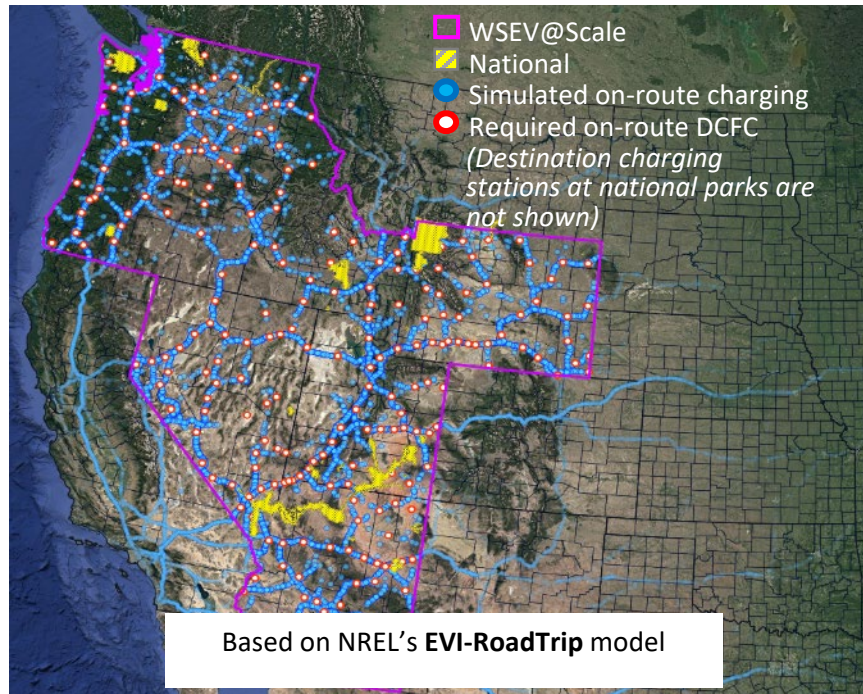 WSEV@Scale
National
Simulated on-route charging
Required on-route DCFC
(Destination charging
stations at national parks are
not shown)
Based on NREL's EVI-RoadTrip model